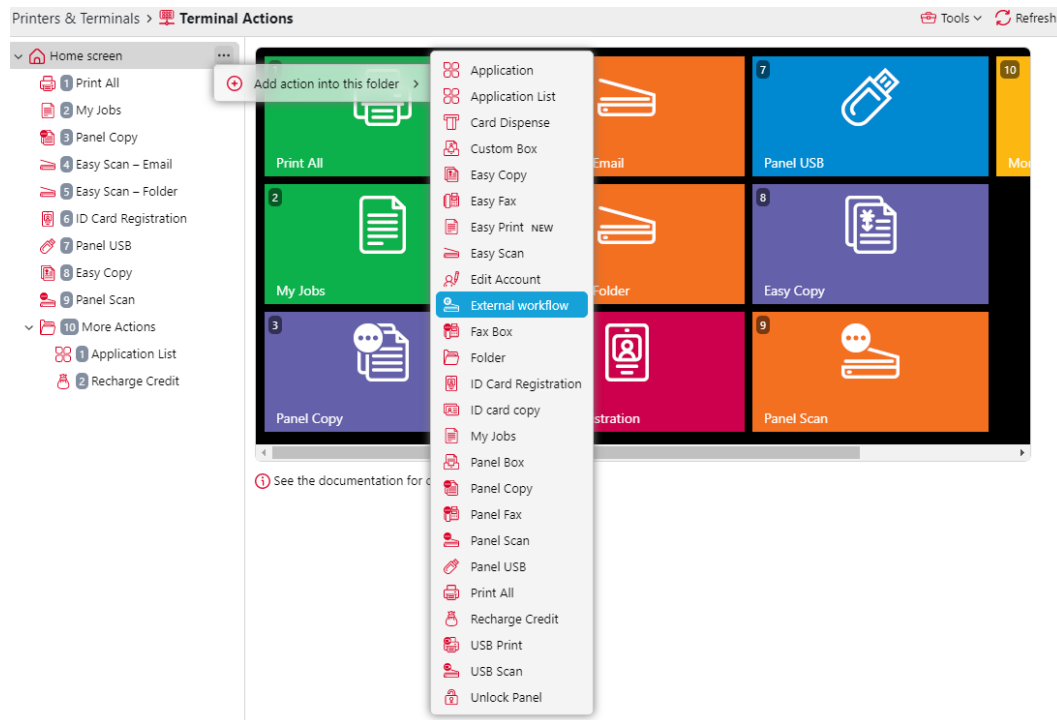 Printers & Terminals > Terminal Actions
Tools
Refresh
Home screen
1 Print All
2 My Jobs
3 Panel Copy
4 Easy Scan – Email
5 Easy Scan – Folder
6 ID Card Registration
7 Panel USB
8 Easy Copy
9 Panel Scan
10 More Actions
1 Application List
2 Recharge Credit
Add action into this folder
Application
Application List
Card Dispense
Custom Box
Easy Copy
Easy Fax
Easy Print NEW
Easy Scan
Edit Account
External workflow
Fax Box
Folder
ID Card Registration
ID card copy
My Jobs
Panel Box
Panel Copy
Panel Fax
Panel Scan
Panel USB
Print All
Recharge Credit
USB Print
USB Scan
Unlock Panel
1
Print All
Email
7
Panel USB
10
2
My Jobs
Folder
8
Easy Copy
3
Panel Copy
stration
9
Panel Scan
See the documentation for